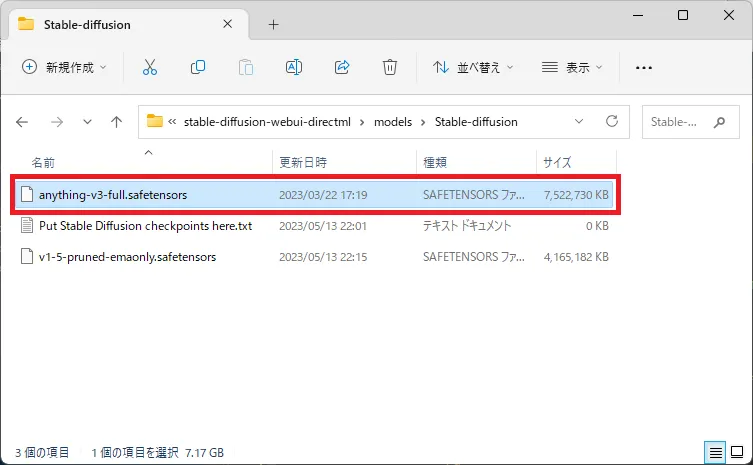 Stable-diffusion
新規作成
並べ替え
表示
« stable-diffusion-webui-directml > models > Stable-diffusion
Stable-...
名前 更新日時 種類 サイズ
anything-v3-full.safetensors 2023/03/22 17:19 SAFETENSORS ファ... 7,522,730 KB
Put Stable Diffusion checkpoints here.txt 2023/05/13 22:01 テキスト ドキュメント 0 KB
v1-5-pruned-emaonly.safetensors 2023/05/13 22:15 SAFETENSORS ファ... 4,165,182 KB
3 個の項目 1 個の項目を選択 7.17 GB